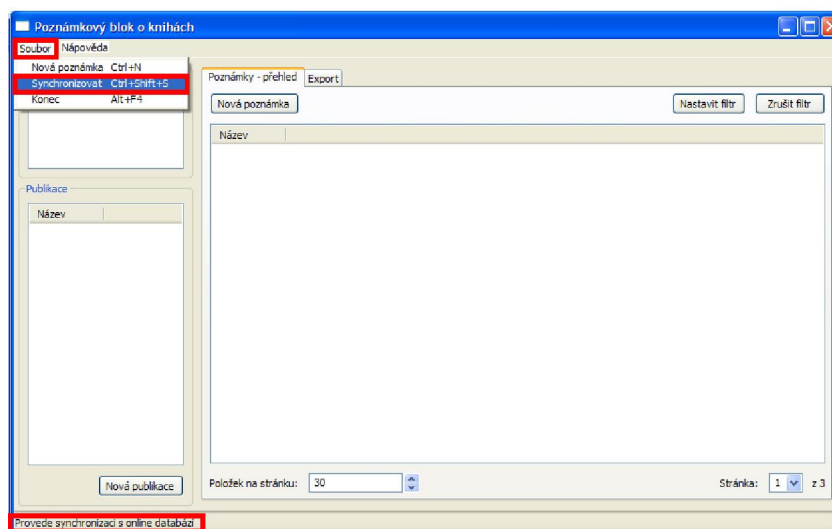 Poznámkový blok o knihách
Soubor Nápověda
Nová poznámka Ctrl+N
Synchronizovat Ctrl+Shift+S
Konec Alt+F4
Poznámky - přehled Export
Nová poznámka Nastavit filtr Zrušit filtr
Název
Publikace
Název
Nová publikace
Položek na stránku: 30 Stránka: 1 z 3
Provede synchronizaci s online databází